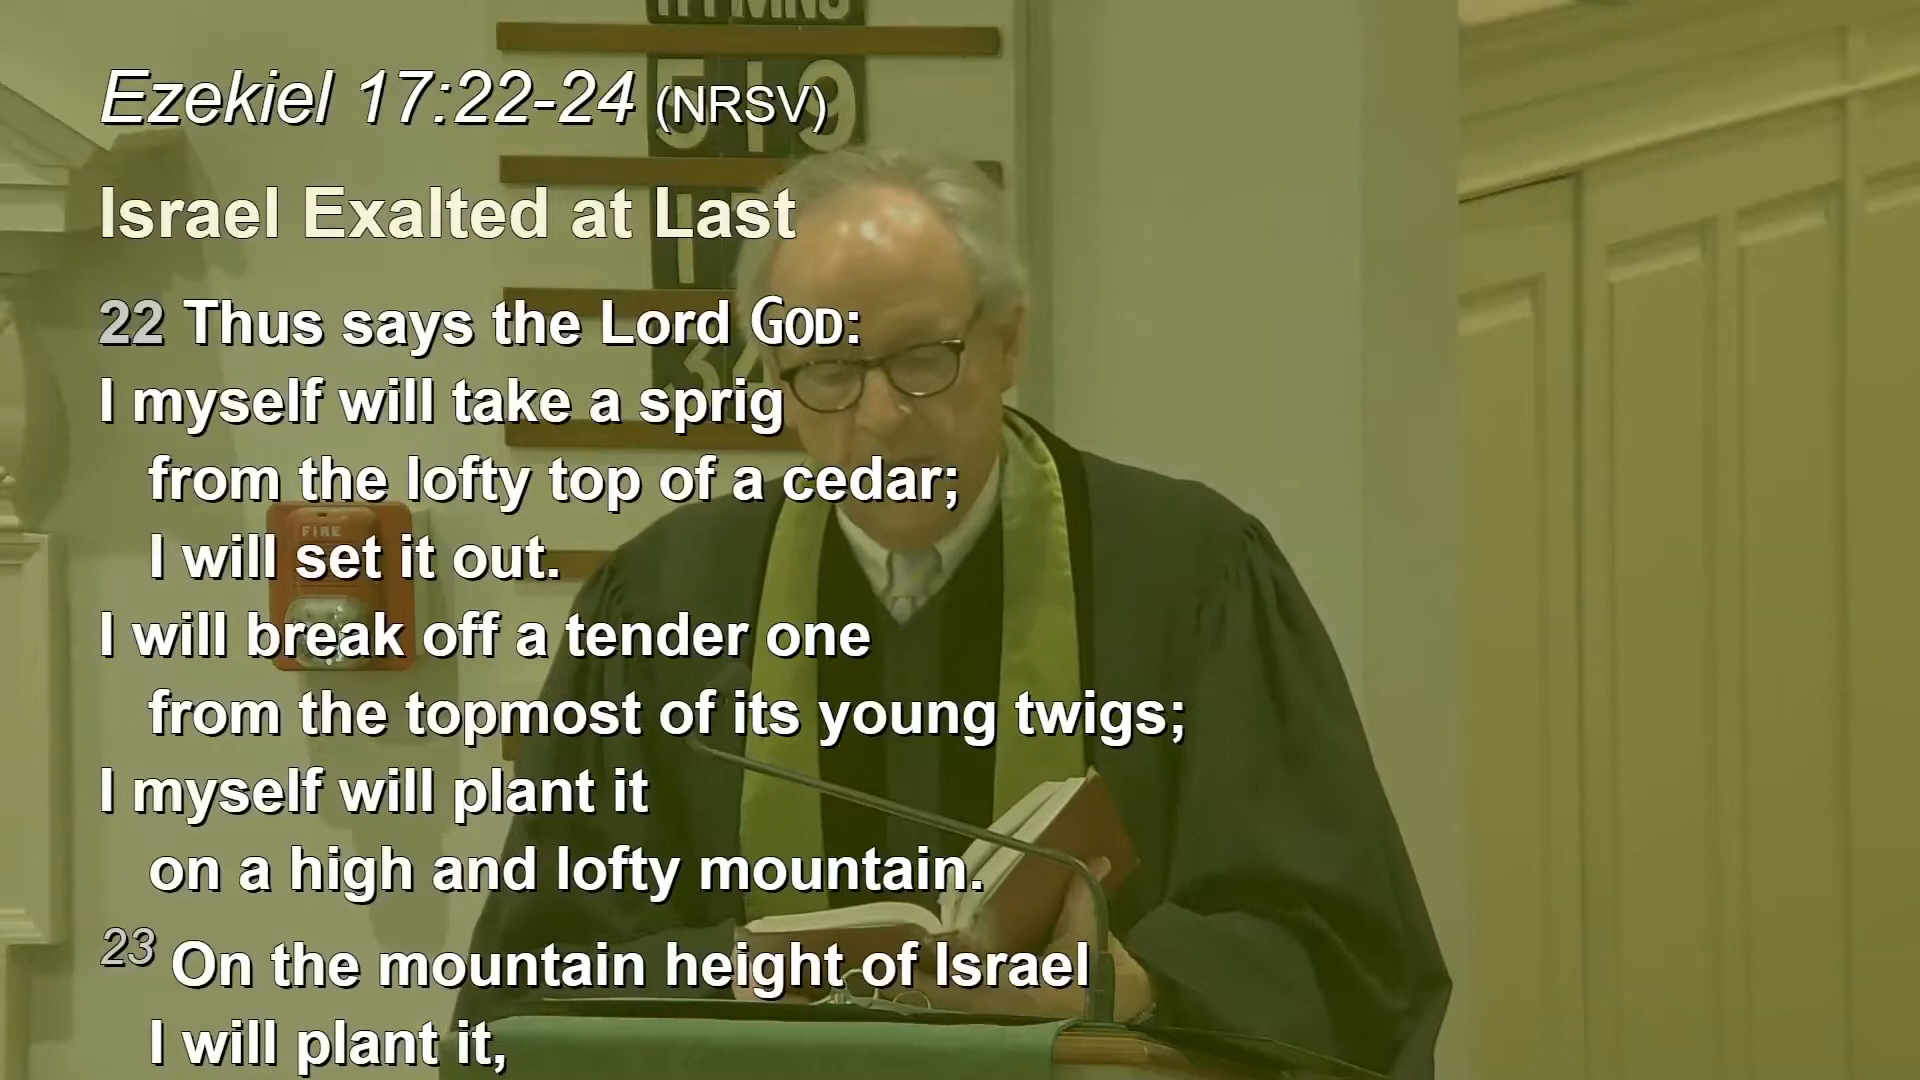 HYMNS
519
Ezekiel 17:22-24 (NRSV)
Israel Exalted at Last
22 Thus says the Lord GOD:
I myself will take a sprig
from the lofty top of a cedar;
I will set it out.
FIRE
I will break off a tender one
from the topmost of its young twigs;
I myself will plant it
on a high and lofty mountain.
23 On the mountain height of Israel
I will plant it,